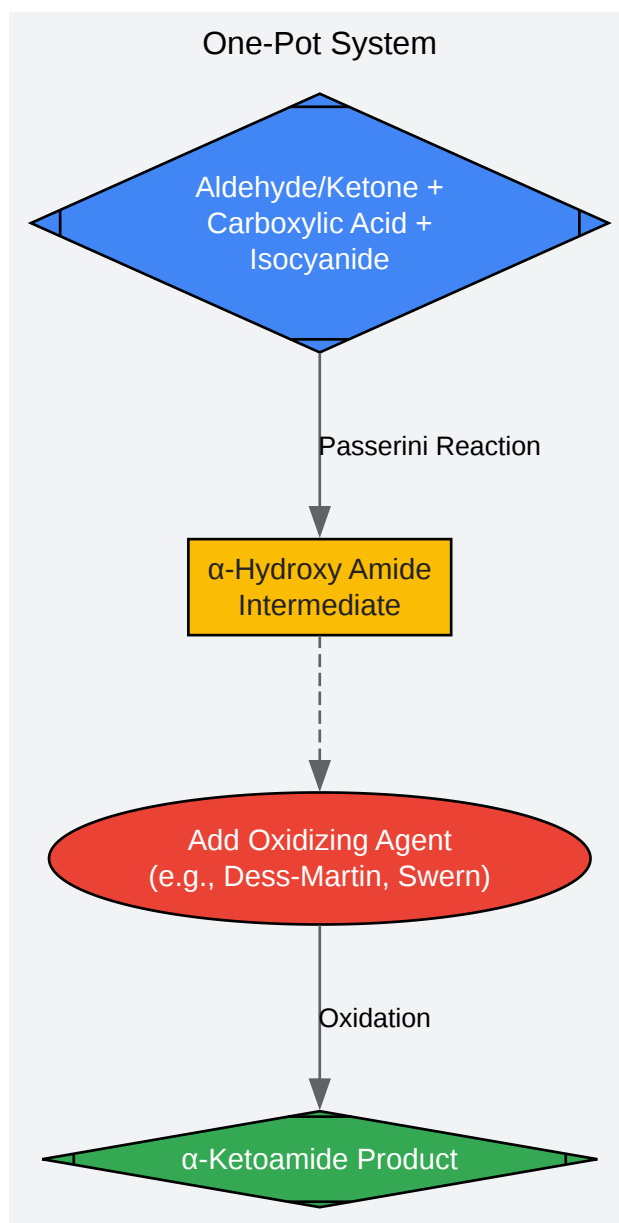 One-Pot System
Aldehyde/Ketone +
Carboxylic Acid +
Isocyanide
Passerini Reaction
α-Hydroxy Amide
Intermediate
Add Oxidizing Agent
(e.g., Dess-Martin, Swern)
Oxidation
α-Ketoamide Product